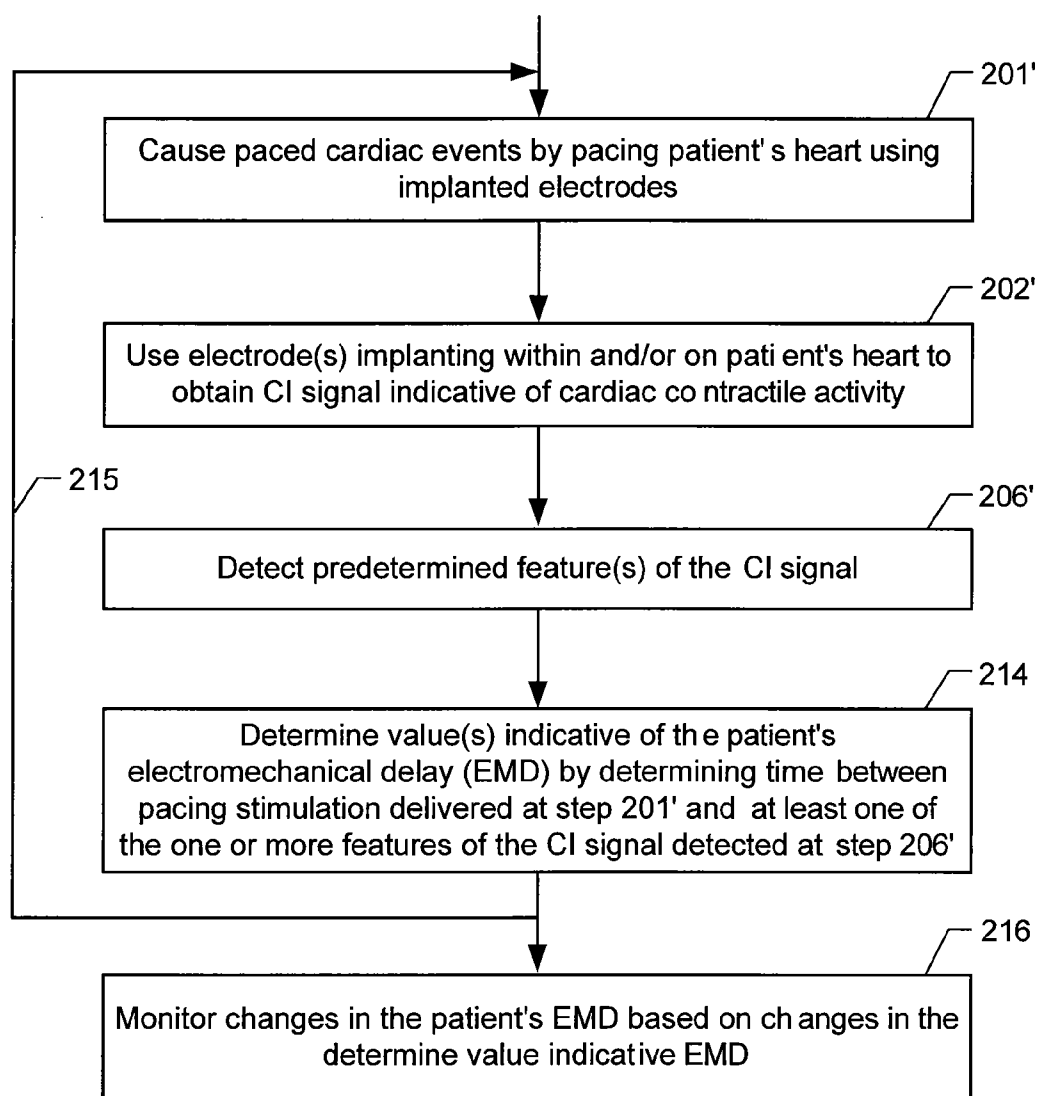 201'
Cause paced cardiac events by pacing patient's heart using
implanted electrodes
202'
Use electrode(s) implanting within and/or on patient's heart to
obtain CI signal indicative of cardiac contractile activity
215
206'
Detect predetermined feature(s) of the CI signal
214
Determine value(s) indicative of the patient's
electromechanical delay (EMD) by determining time between
pacing stimulation delivered at step 201' and at least one of
the one or more features of the CI signal detected at step 206'
216
Monitor changes in the patient's EMD based on changes in the
determine value indicative EMD